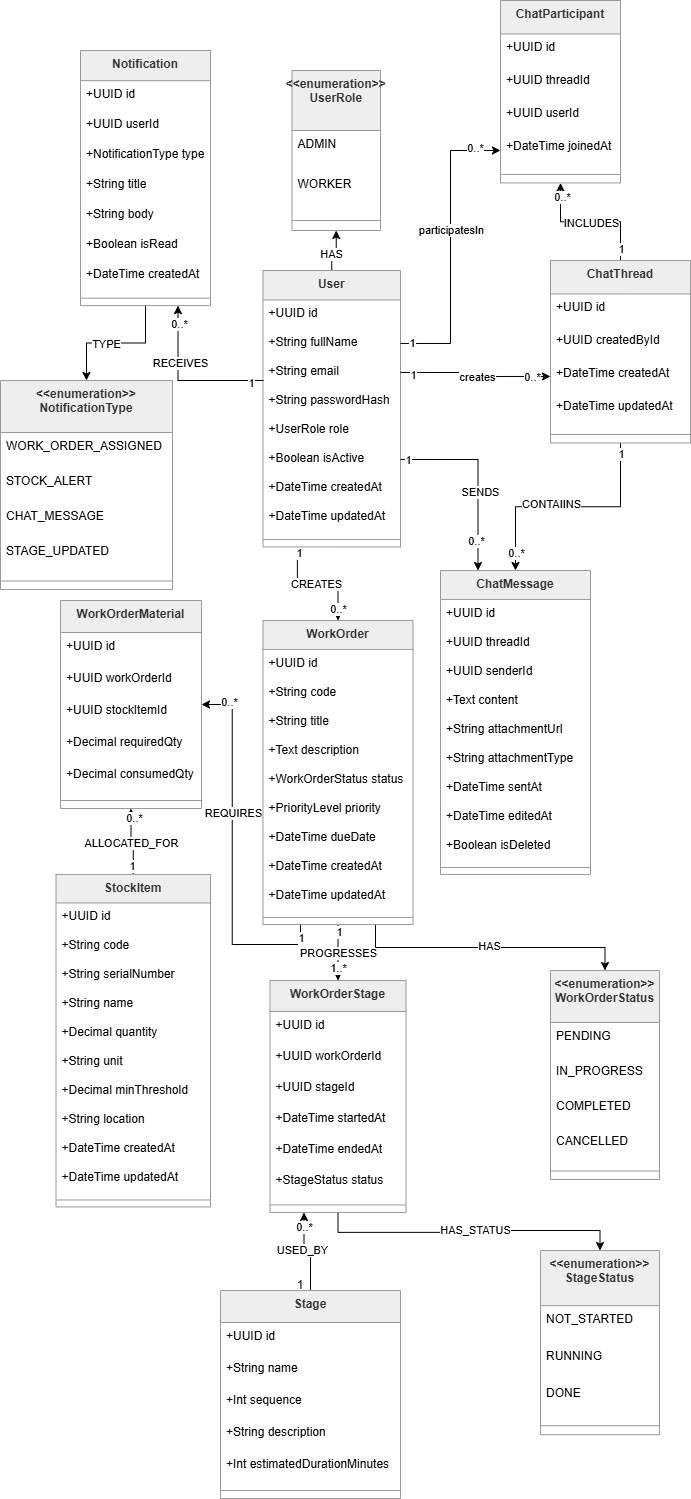 ChatParticipant
+UUID id
+UUID threadId
+UUID userId
+DateTime joinedAt
Notification
+UUID id
+UUID userId
+NotificationType type
+String title
+String body
+Boolean isRead
+DateTime createdAt
<<enumeration>>
UserRole
ADMIN
WORKER
0..*
participatesIn
0..*
INCLUDES
1
HAS
ChatThread
+UUID id
+UUID createdById
+DateTime createdAt
+DateTime updatedAt
User
+UUID id
+String fullName
+String email
+String passwordHash
+UserRole role
+Boolean isActive
+DateTime createdAt
+DateTime updatedAt
0..*
RECEIVES
1
TYPE
1
1
creates
0..*
<<enumeration>>
NotificationType
WORK_ORDER_ASSIGNED
STOCK_ALERT
CHAT_MESSAGE
STAGE_UPDATED
1
SENDS
0..*
1
CONTAIINS
0..*
1
CREATES
0..*
ChatMessage
+UUID id
+UUID threadId
+UUID senderId
+Text content
+String attachmentUrl
+String attachmentType
+DateTime sentAt
+DateTime editedAt
+Boolean isDeleted
WorkOrderMaterial
+UUID id
+UUID workOrderId
+UUID stockItemId
+Decimal requiredQty
+Decimal consumedQty
WorkOrder
+UUID id
+String code
+String title
+Text description
+WorkOrderStatus status
+PriorityLevel priority
+DateTime dueDate
+DateTime createdAt
+DateTime updatedAt
0..*
REQUIRES
1
0..*
ALLOCATED_FOR
1
StockItem
+UUID id
+String code
+String serialNumber
+String name
+Decimal quantity
+String unit
+Decimal minThreshold
+String location
+DateTime createdAt
+DateTime updatedAt
1
PROGRESSES
1..*
HAS
<<enumeration>>
WorkOrderStatus
PENDING
IN_PROGRESS
COMPLETED
CANCELLED
WorkOrderStage
+UUID id
+UUID workOrderId
+UUID stageId
+DateTime startedAt
+DateTime endedAt
+StageStatus status
0..*
USED_BY
1
HAS_STATUS
<<enumeration>>
StageStatus
NOT_STARTED
RUNNING
DONE
Stage
+UUID id
+String name
+Int sequence
+String description
+Int estimatedDurationMinutes